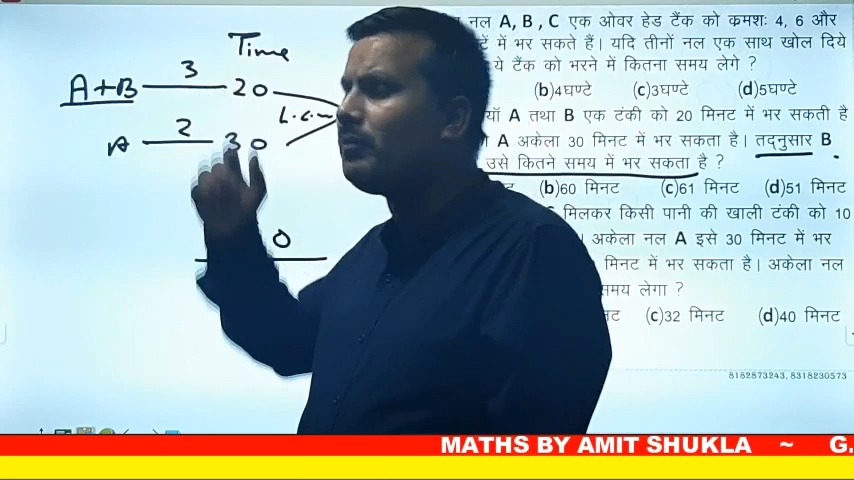 Time
A+B 3 20
L.c.m
A 2 30
0
नल A, B, C एक ओवर हेड टैंक को क्रमशः 4, 6 और
में भर सकते हैं। यदि तीनों नल एक साथ खोल दिये
ये टैंक को भरने में कितना समय लेगे ?
(b)4घण्टे (c)3घण्टे (d)5घण्टे
A तथा B एक टंकी को 20 मिनट में भर सकती है
A अकेला 30 मिनट में भर सकता है। तद्नुसार B
उसे कितने समय में भर सकता है ?
(b)60 मिनट (c)61 मिनट (d)51 मिनट
मिलकर किसी पानी की खाली टंकी को 10
अकेला नल A इसे 30 मिनट में भर
मिनट में भर सकता है। अकेला नल
समय लेगा ?
(c)32 मिनट (d)40 मिनट
8182873243, 8318230573
MATHS BY AMIT SHUKLA ~ G.